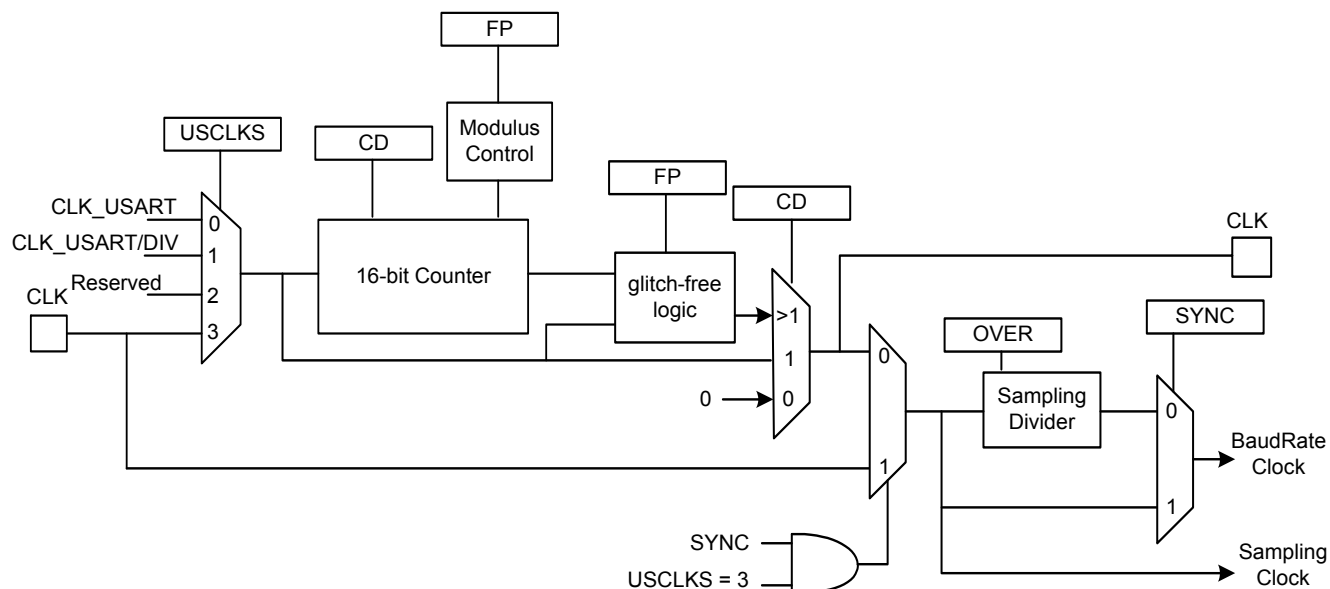 FP
USCLKS
CD
Modulus
Control
FP
CD
CLK_USART
0
CLK_USART/DIV
1
Reserved
2
CLK
3
16-bit Counter
glitch-free
logic
>1
1
0
0
CLK
0
1
OVER
Sampling
Divider
SYNC
0
1
BaudRate
Clock
SYNC
USCLKS = 3
Sampling
Clock